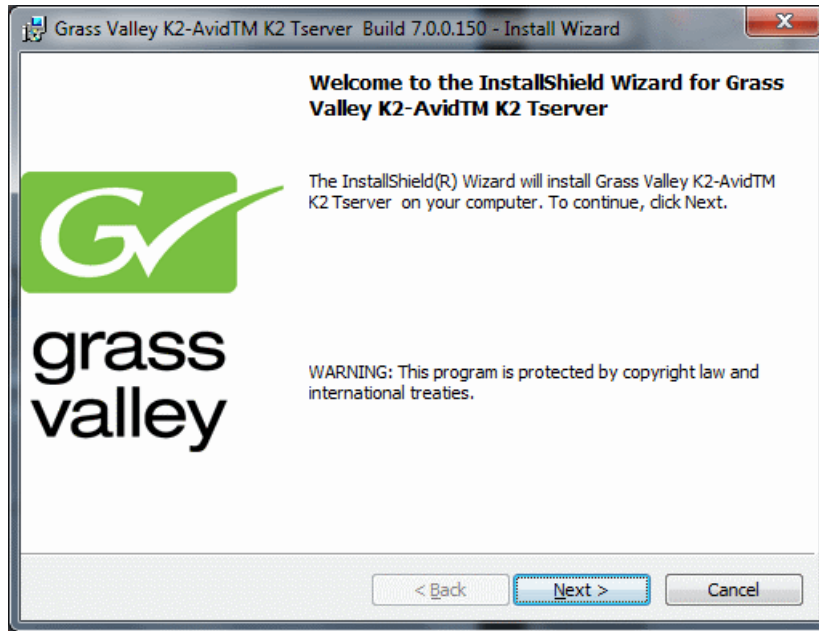 Grass Valley K2-AvidTM K2 Tserver Build 7.0.0.150 - Install Wizard
Welcome to the InstallShield Wizard for Grass
Valley K2-AvidTM K2 Tserver
The InstallShield(R) Wizard will install Grass Valley K2-AvidTM
K2 Tserver on your computer. To continue, click Next.
GV
grass
valley
WARNING: This program is protected by copyright law and
international treaties.
< Back
Next >
Cancel